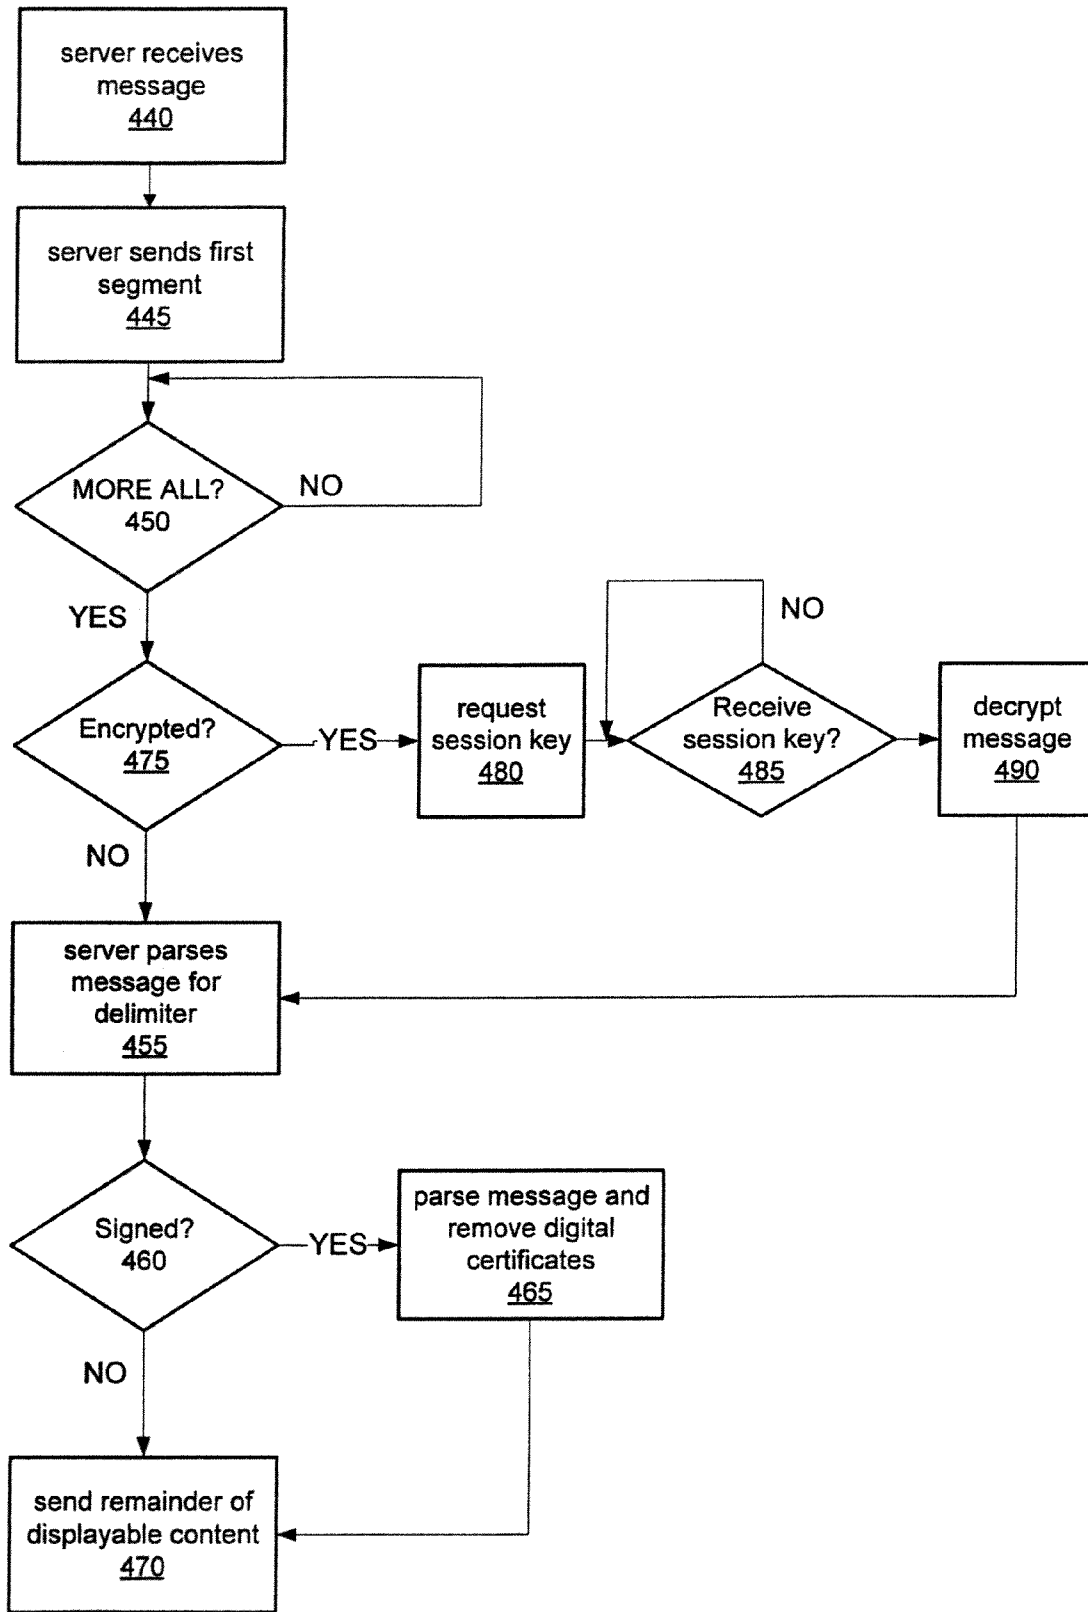 server receives
message
440
server sends first
segment
445
MORE ALL?
450
NO
YES
Encrypted?
475
YES
request
session key
480
NO
Receive
session key?
485
decrypt
message
490
NO
server parses
message for
delimiter
455
Signed?
460
YES
parse message and
remove digital
certificates
465
NO
send remainder of
displayable content
470